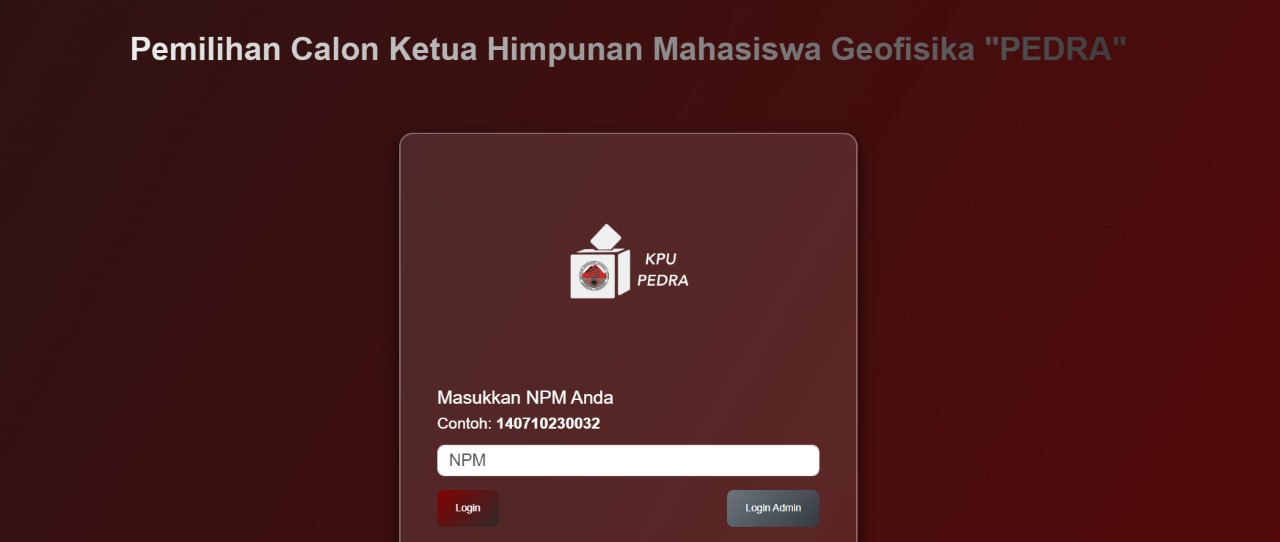 Pemilihan Calon Ketua Himpunan Mahasiswa Geofisika "PEDRA"
KPU
PEDRA
Masukkan NPM Anda
Contoh: 140710230032
NPM
Login
Login Admin